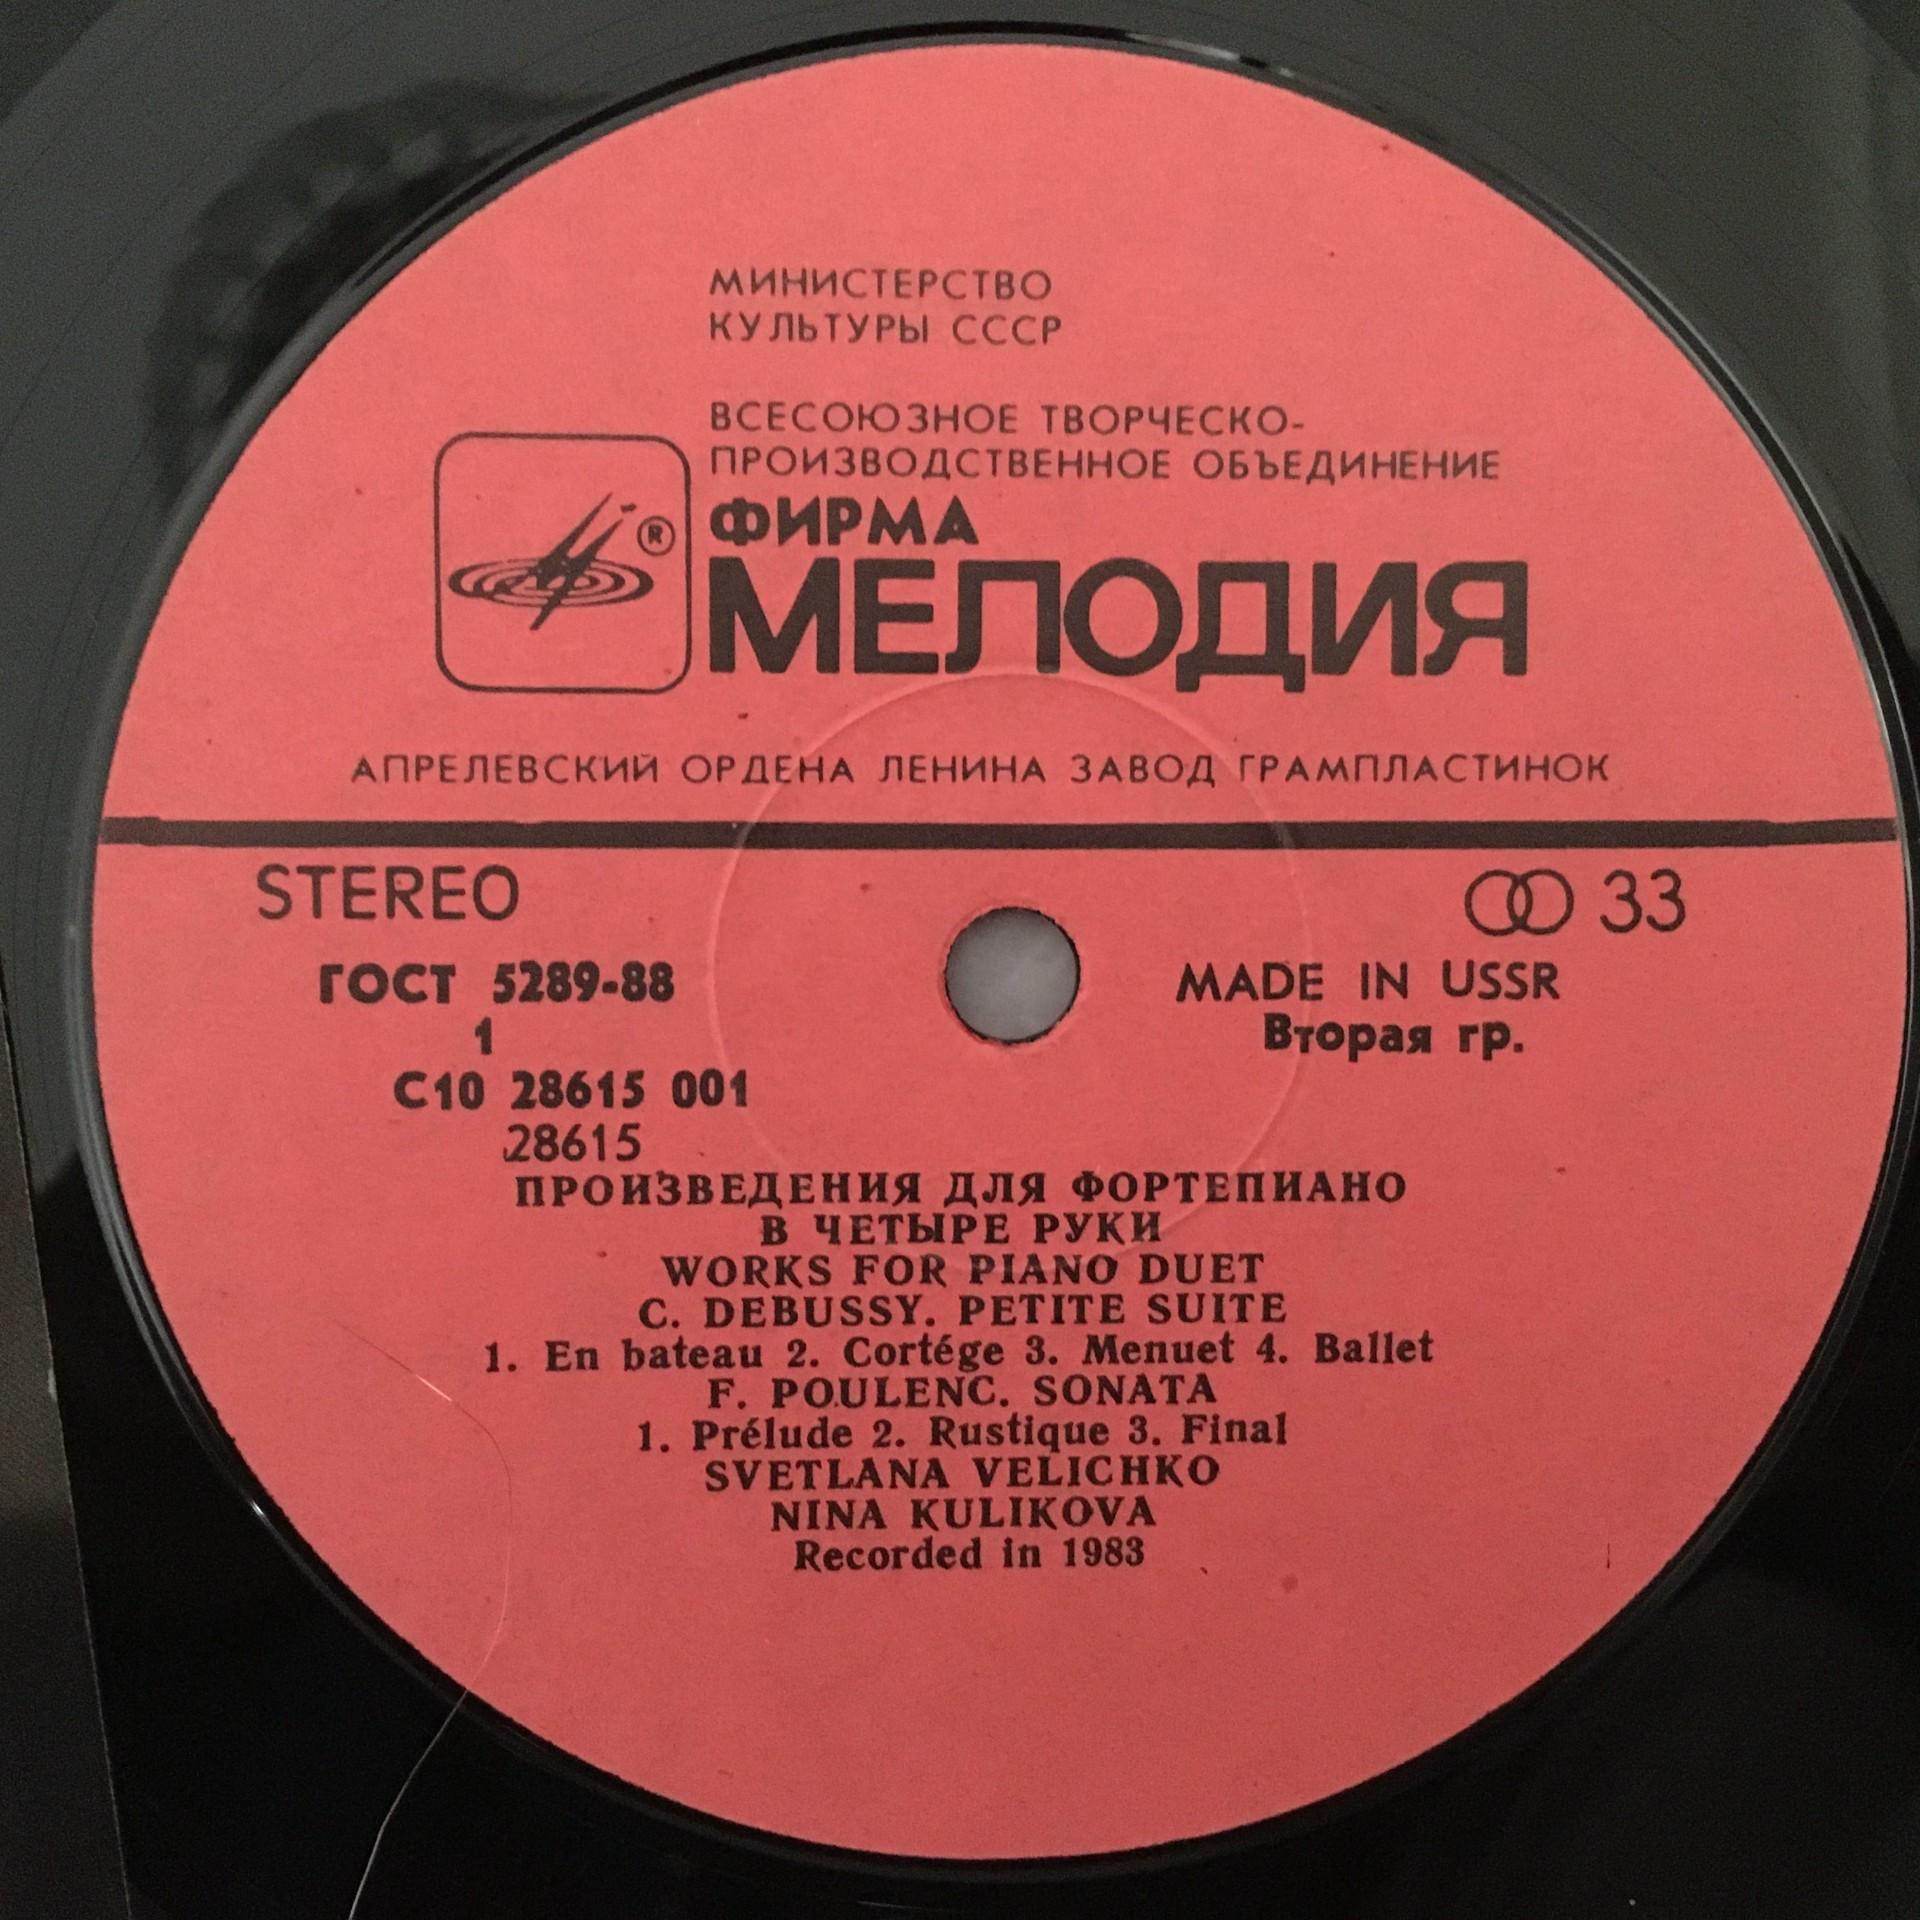 МИНИСТЕРСТВО
КУЛЬТУРЫ СССР
ВСЕСОЮЗНОЕ ТВОРЧЕСКО-
ПРОИЗВОДСТВЕННОЕ ОБЪЕДИНЕНИЕ
ФИРМА
®
МЕЛОДИЯ
АПРЕЛЕВСКИЙ ОРДЕНА ЛЕНИНА ЗАВОД ГРАМПЛАСТИНОК
STEREO
33
ГОСТ 5289-88
MADE IN USSR
1
Вторая гр.
С10 28615 001
28615
ПРОИЗВЕДЕНИЯ ДЛЯ ФОРТЕПИАНО
В ЧЕТЫРЕ РУКИ
WORKS FOR PIANO DUET
C. DEBUSSY. PETITE SUITE
1. En bateau 2. Cortége 3. Menuet 4. Ballet
F. POULENC. SONATA
1. Prélude 2. Rustique 3. Final
SVETLANA VELICHKO
NINA KULIKOVA
Recorded in 1983